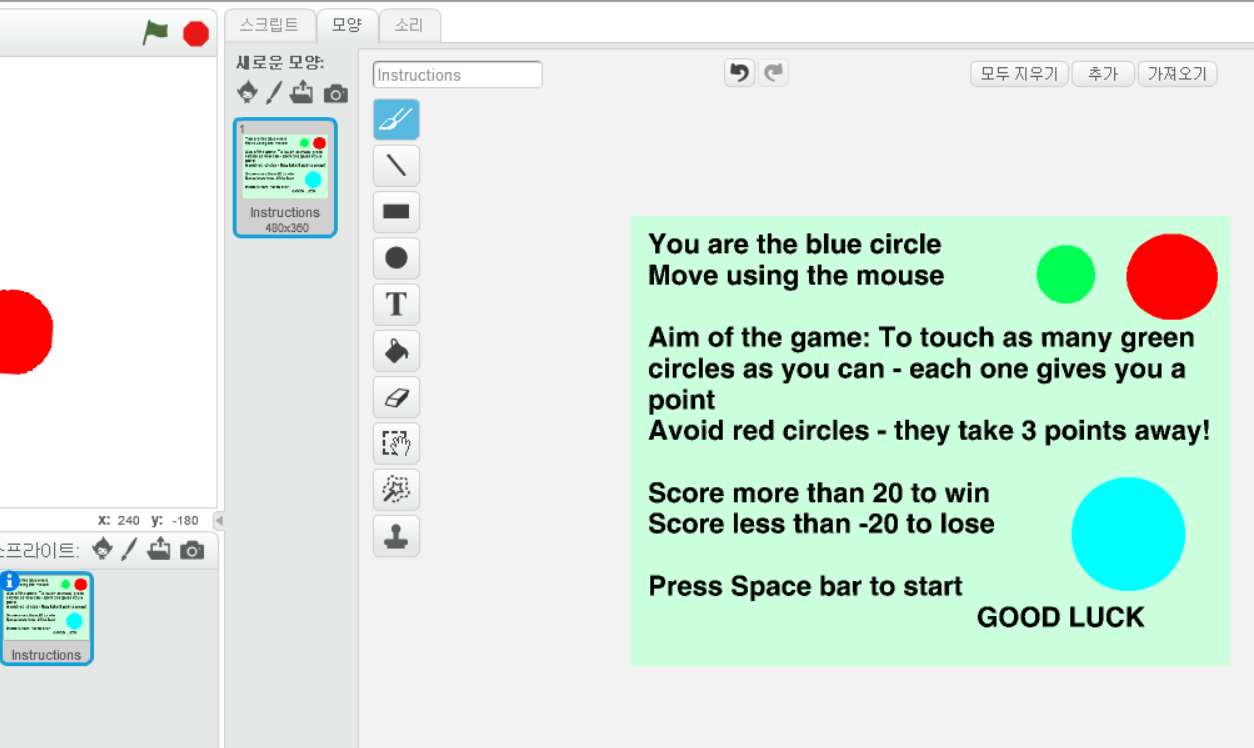 스크립트
모양
소리
새로운 모양:
Instructions
모두 지우기
추가
가져오기
1
Instructions
480x360
You are the blue circle
Move using the mouse
Aim of the game: To touch as many green
circles as you can - each one gives you a
point
Avoid red circles - they take 3 points away!
Score more than 20 to win
Score less than -20 to lose
Press Space bar to start
GOOD LUCK
T
x: 240 y: -180
스프라이트:
i
Instructions